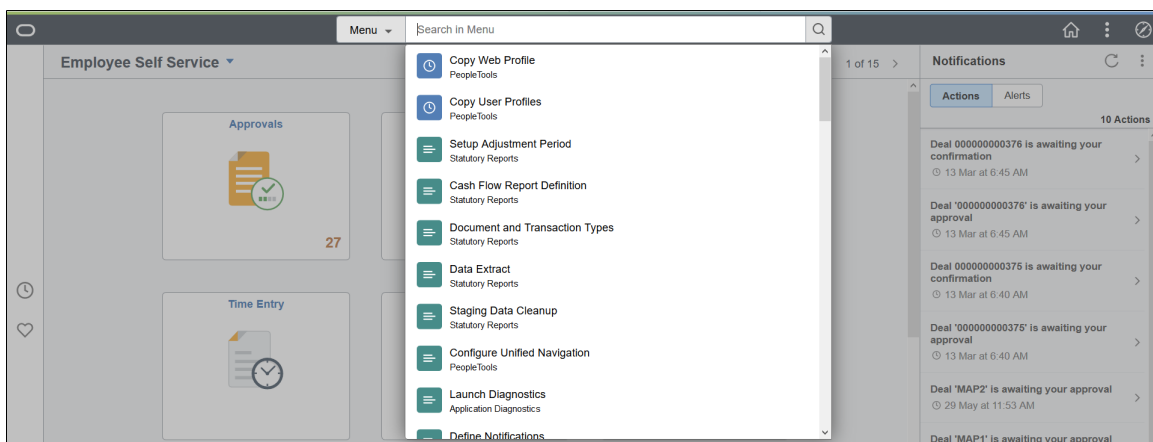 Menu
Search in Menu
Employee Self Service
1 of 15
Approvals
27
Time Entry
Copy Web Profile
PeopleTools
Copy User Profiles
PeopleTools
Setup Adjustment Period
Statutory Reports
Cash Flow Report Definition
Statutory Reports
Document and Transaction Types
Statutory Reports
Data Extract
Statutory Reports
Staging Data Cleanup
Statutory Reports
Configure Unified Navigation
PeopleTools
Launch Diagnostics
Application Diagnostics
Define Notifications
Notifications
Actions
Alerts
10 Actions
Deal 000000000376 is awaiting your
confirmation
13 Mar at 6:45 AM
Deal '000000000376' is awaiting your
approval
13 Mar at 6:45 AM
Deal 000000000375 is awaiting your
confirmation
13 Mar at 6:40 AM
Deal '000000000375' is awaiting your
approval
13 Mar at 6:40 AM
Deal 'MAP2' is awaiting your approval
29 May at 11:53 AM
Deal 'MAP1' is awaiting your approval